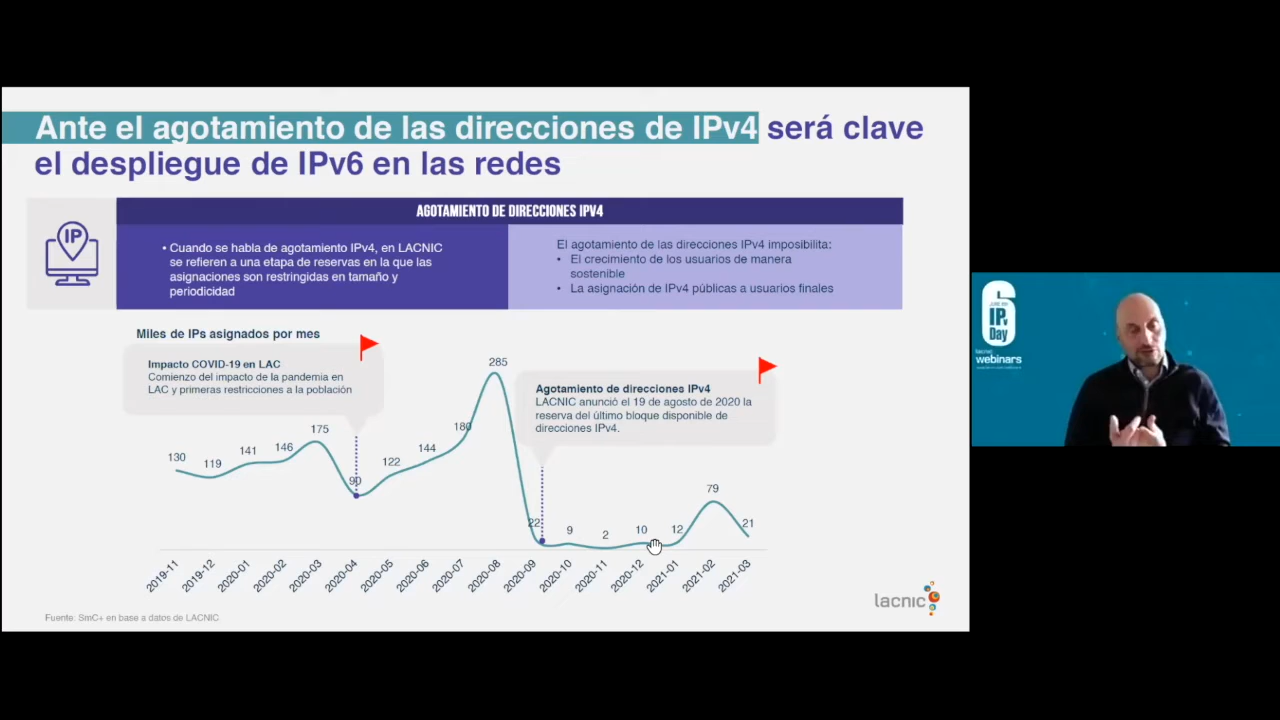 Ante el agotamiento de las direcciones de IPv4 será clave
el despliegue de IPv6 en las redes
IP
AGOTAMIENTO DE DIRECCIONES IPV4
• Cuando se habla de agotamiento IPv4, en LACNIC
se refieren a una etapa de reservas en la que las
asignaciones son restringidas en tamaño y
periodicidad
El agotamiento de las direcciones IPv4 imposibilita:
• El crecimiento de los usuarios de manera
sostenible
• La asignación de IPv4 públicas a usuarios finales
Miles de IPs asignados por mes
Impacto COVID-19 en LAC
Comienzo del impacto de la pandemia en
LAC y primeras restricciones a la población
Agotamiento de direcciones IPv4
LACNIC anunció el 19 de agosto de 2020 la
reserva del último bloque disponible de
direcciones IPv4.
130 119 141 146 175 99 122 144 180 285 22 9 2 10 12 79 21
2019-11 2019-12 2020-01 2020-02 2020-03 2020-04 2020-05 2020-06 2020-07 2020-08 2020-09 2020-10 2020-11 2020-12 2021-01 2021-02 2021-03
Fuente: SmC+ en base a datos de LACNIC
lacnic
6
IPv
Day
lacnic
webinars